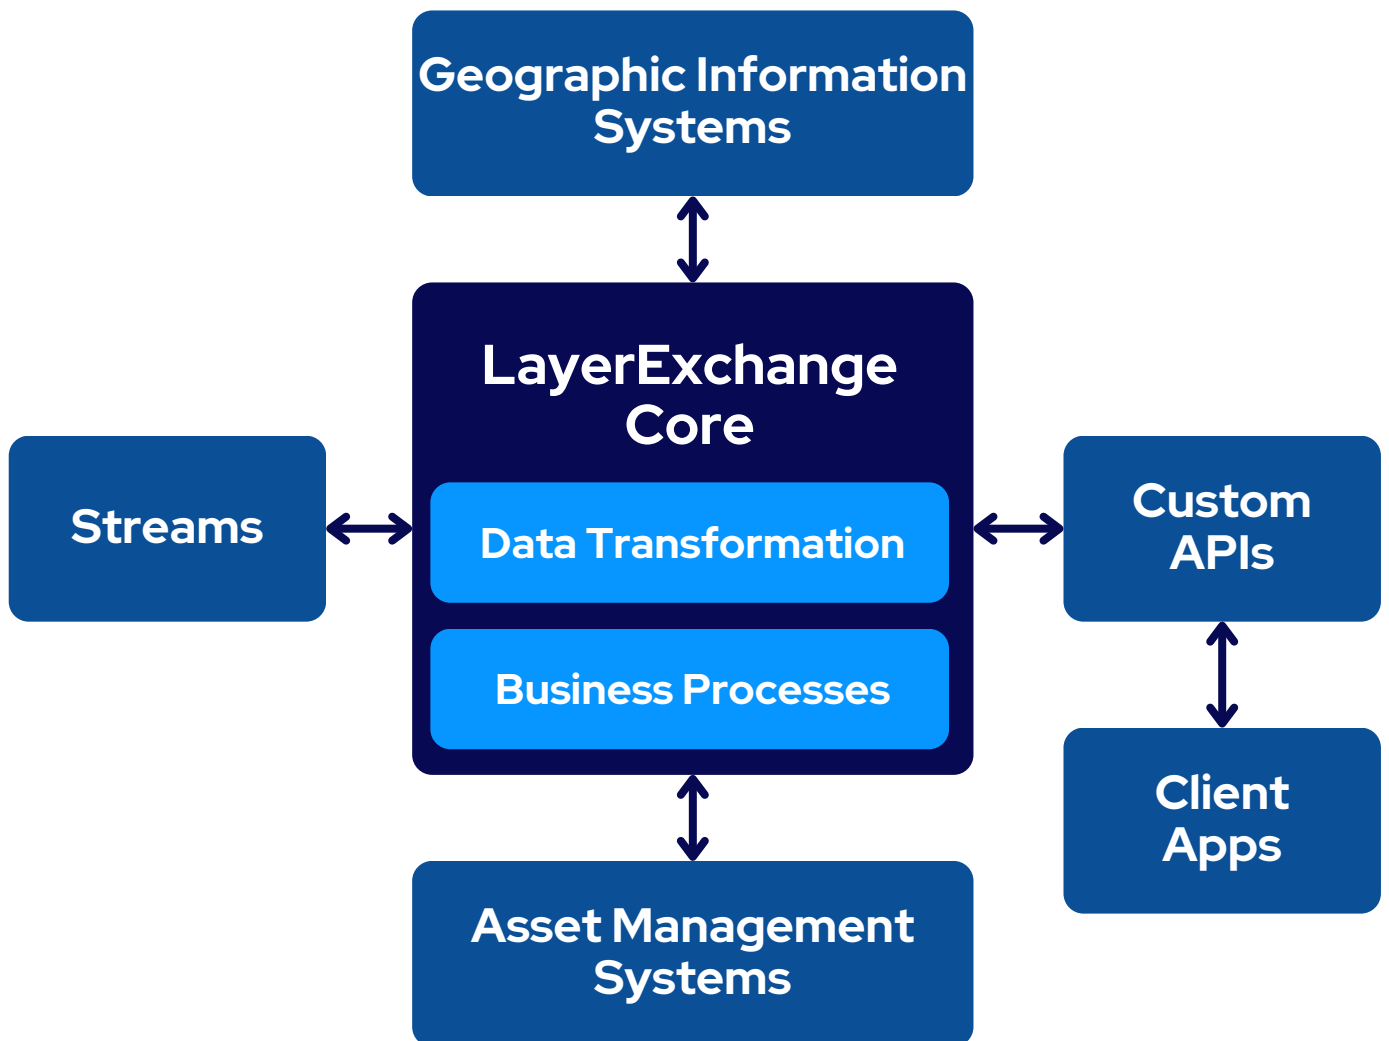 Geographic Information
Systems
LayerExchange
Core
Streams
Data Transformation
Business Processes
Custom
APIs
Client
Apps
Asset Management
Systems